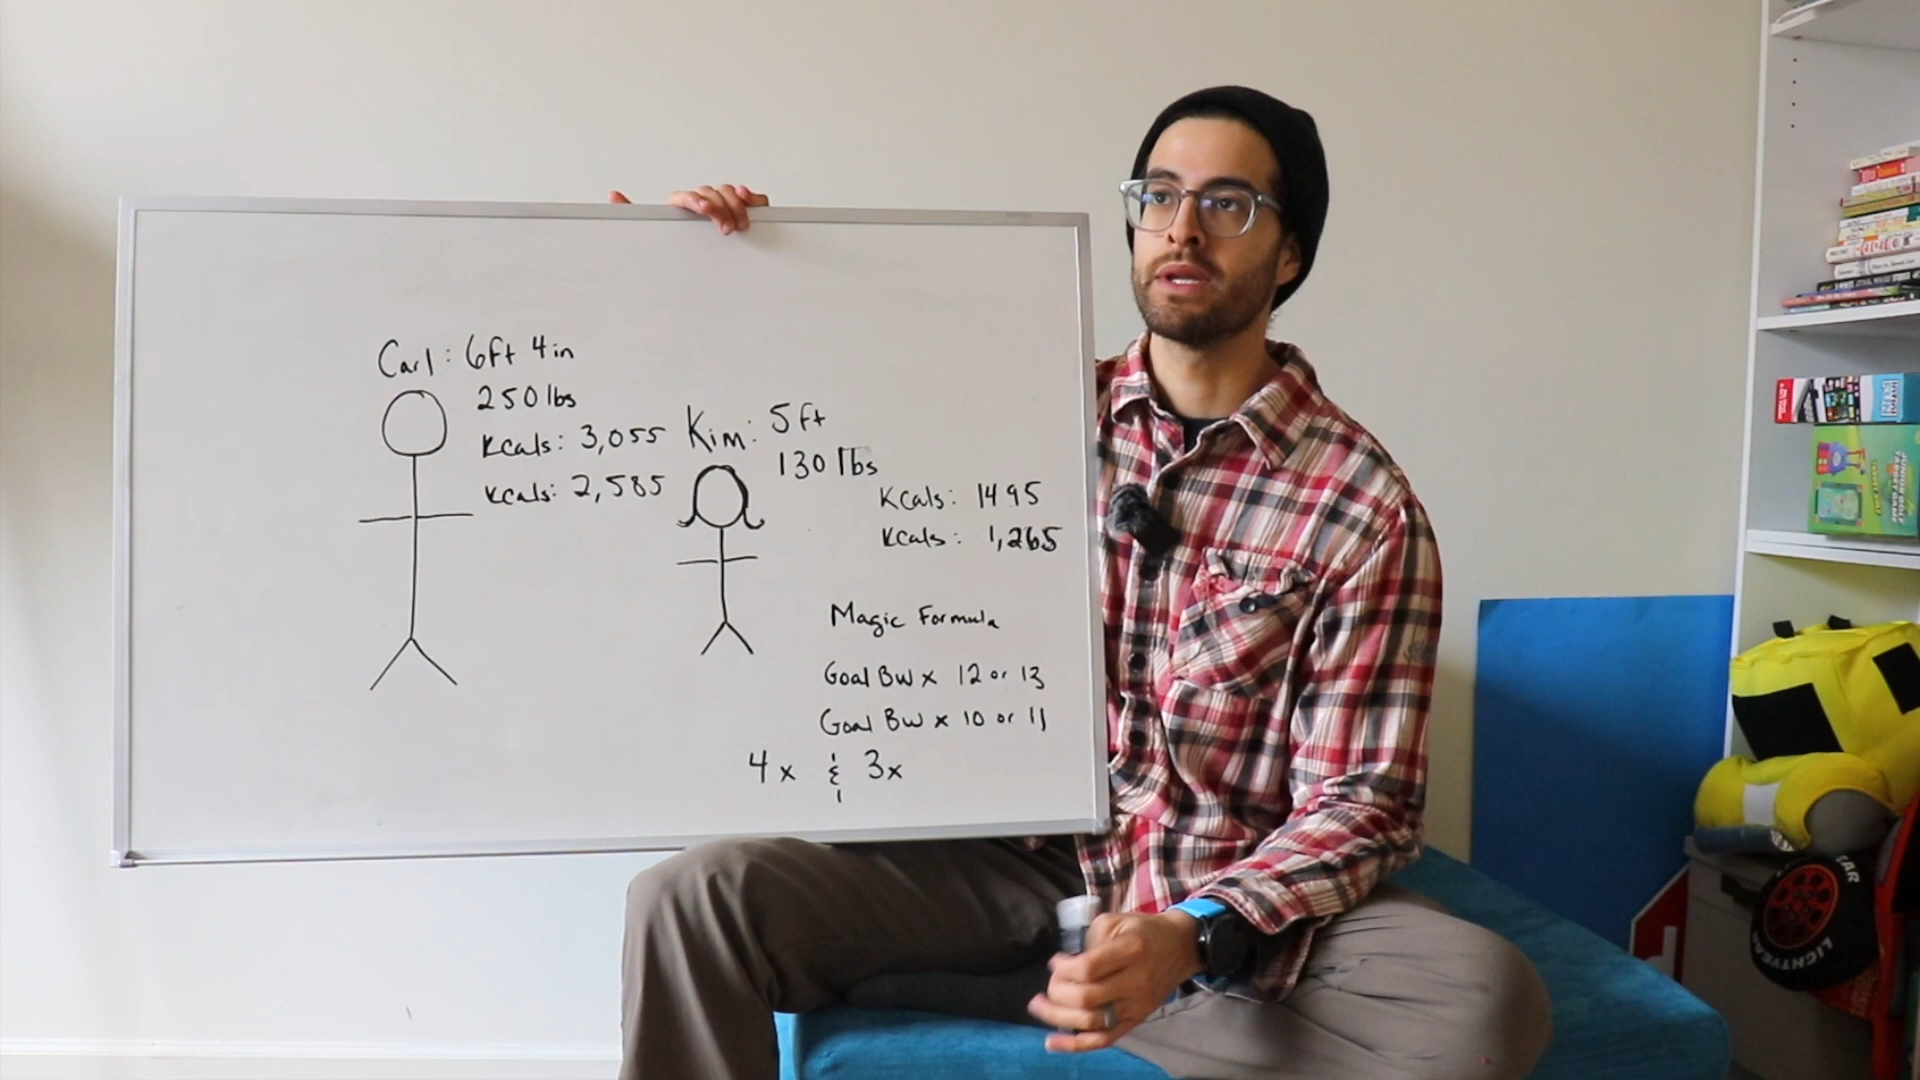 Carl: 6ft 4in
250 lbs
Kcals: 3,055
Kcals: 2,585
Kim: 5ft
130 lbs
Kcals: 1495
Kcals: 1,265
Magic Formula
Goal BW x 12 or 13
Goal BW x 10 or 11
4x & 3x